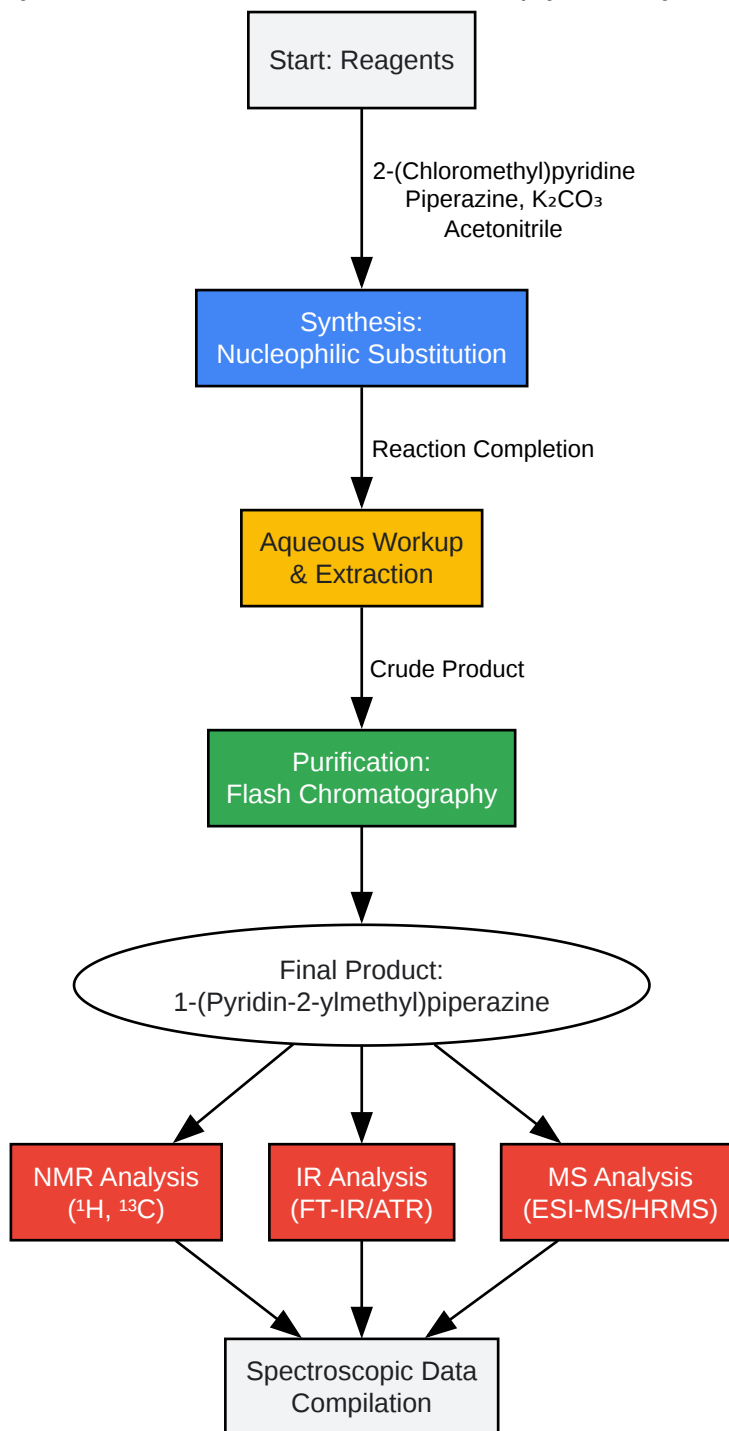 Start: Reagents
2-(Chloromethyl)pyridine
Piperazine, K₂CO₃
Acetonitrile
Synthesis:
Nucleophilic Substitution
Reaction Completion
Aqueous Workup
& Extraction
Crude Product
Purification:
Flash Chromatography
Final Product:
1-(Pyridin-2-ylmethyl)piperazine
NMR Analysis
(¹H, ¹³C)
IR Analysis
(FT-IR/ATR)
MS Analysis
(ESI-MS/HRMS)
Spectroscopic Data
Compilation